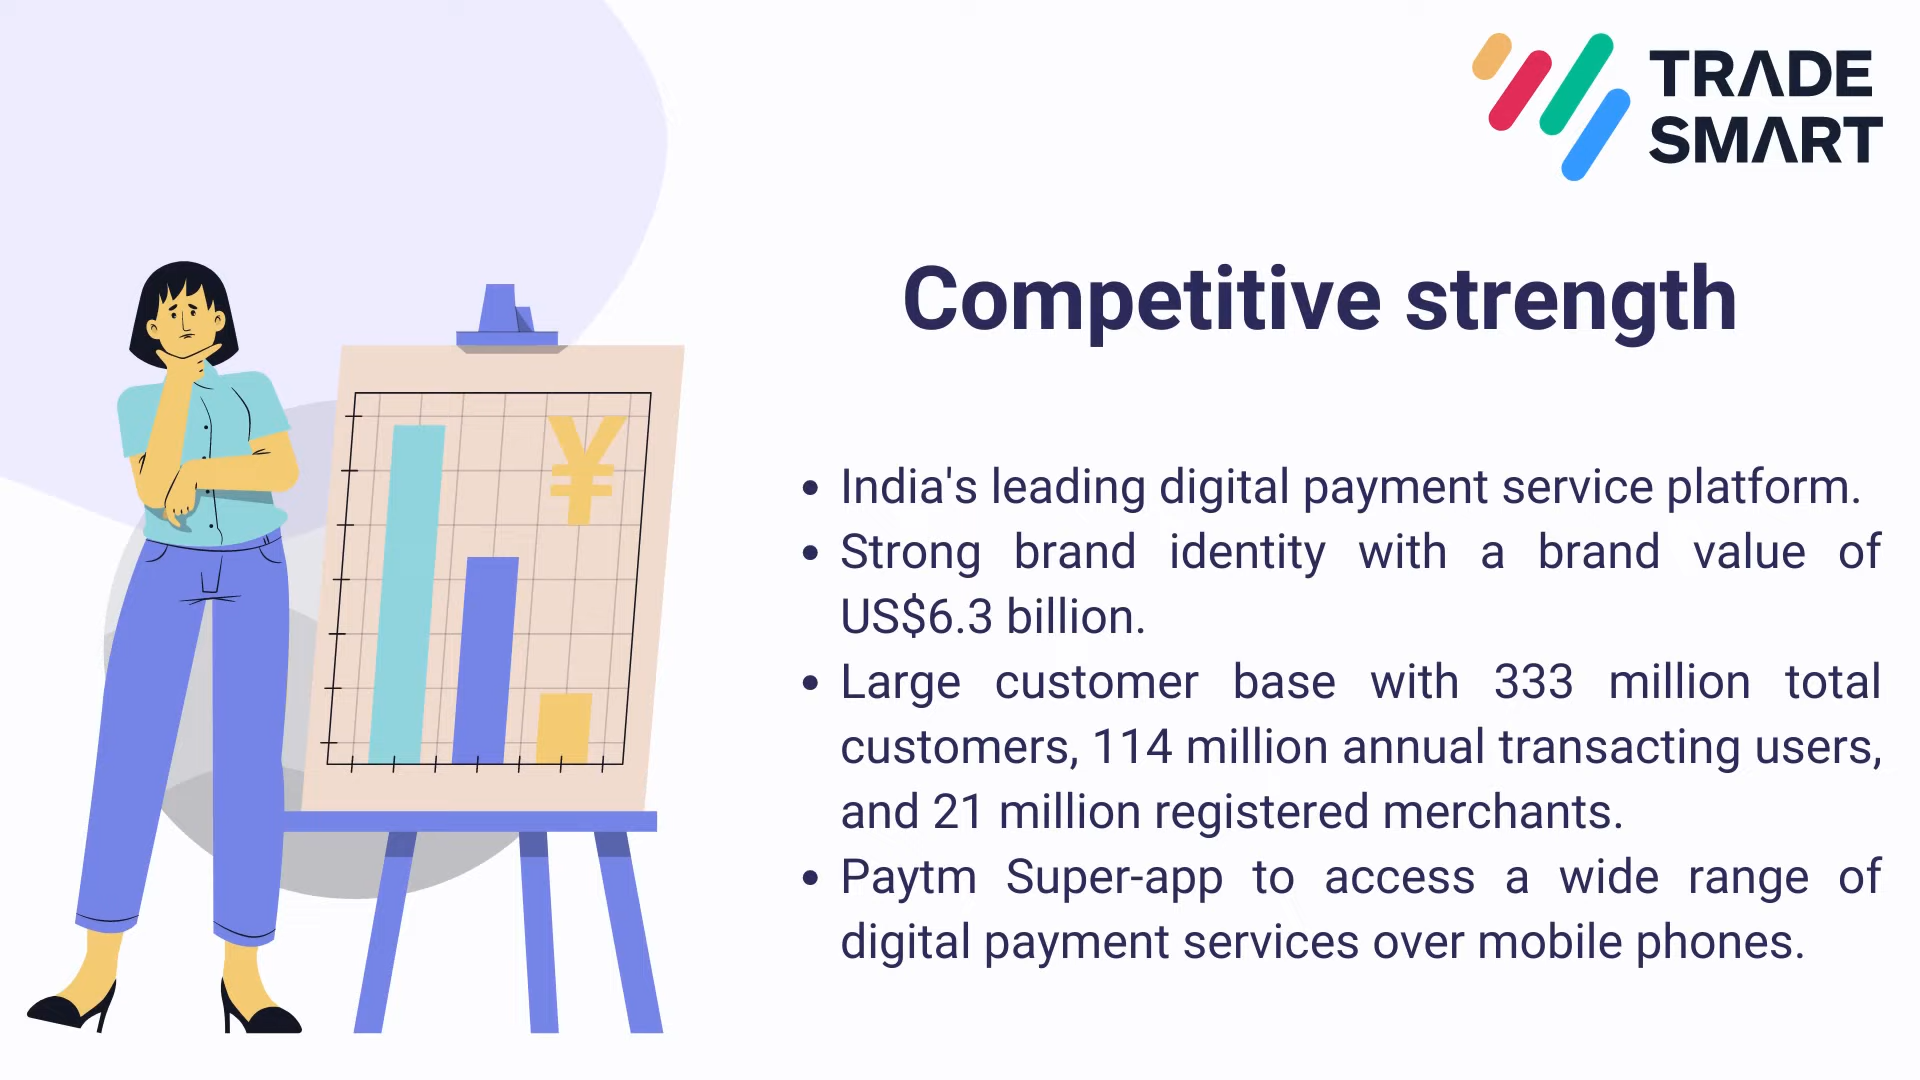 TRADE
SMART
Competitive strength
¥
• India's leading digital payment service platform.
• Strong brand identity with a brand value of
US$6.3 billion.
• Large customer base with 333 million total
customers, 114 million annual transacting users,
and 21 million registered merchants.
• Paytm Super-app to access a wide range of
digital payment services over mobile phones.